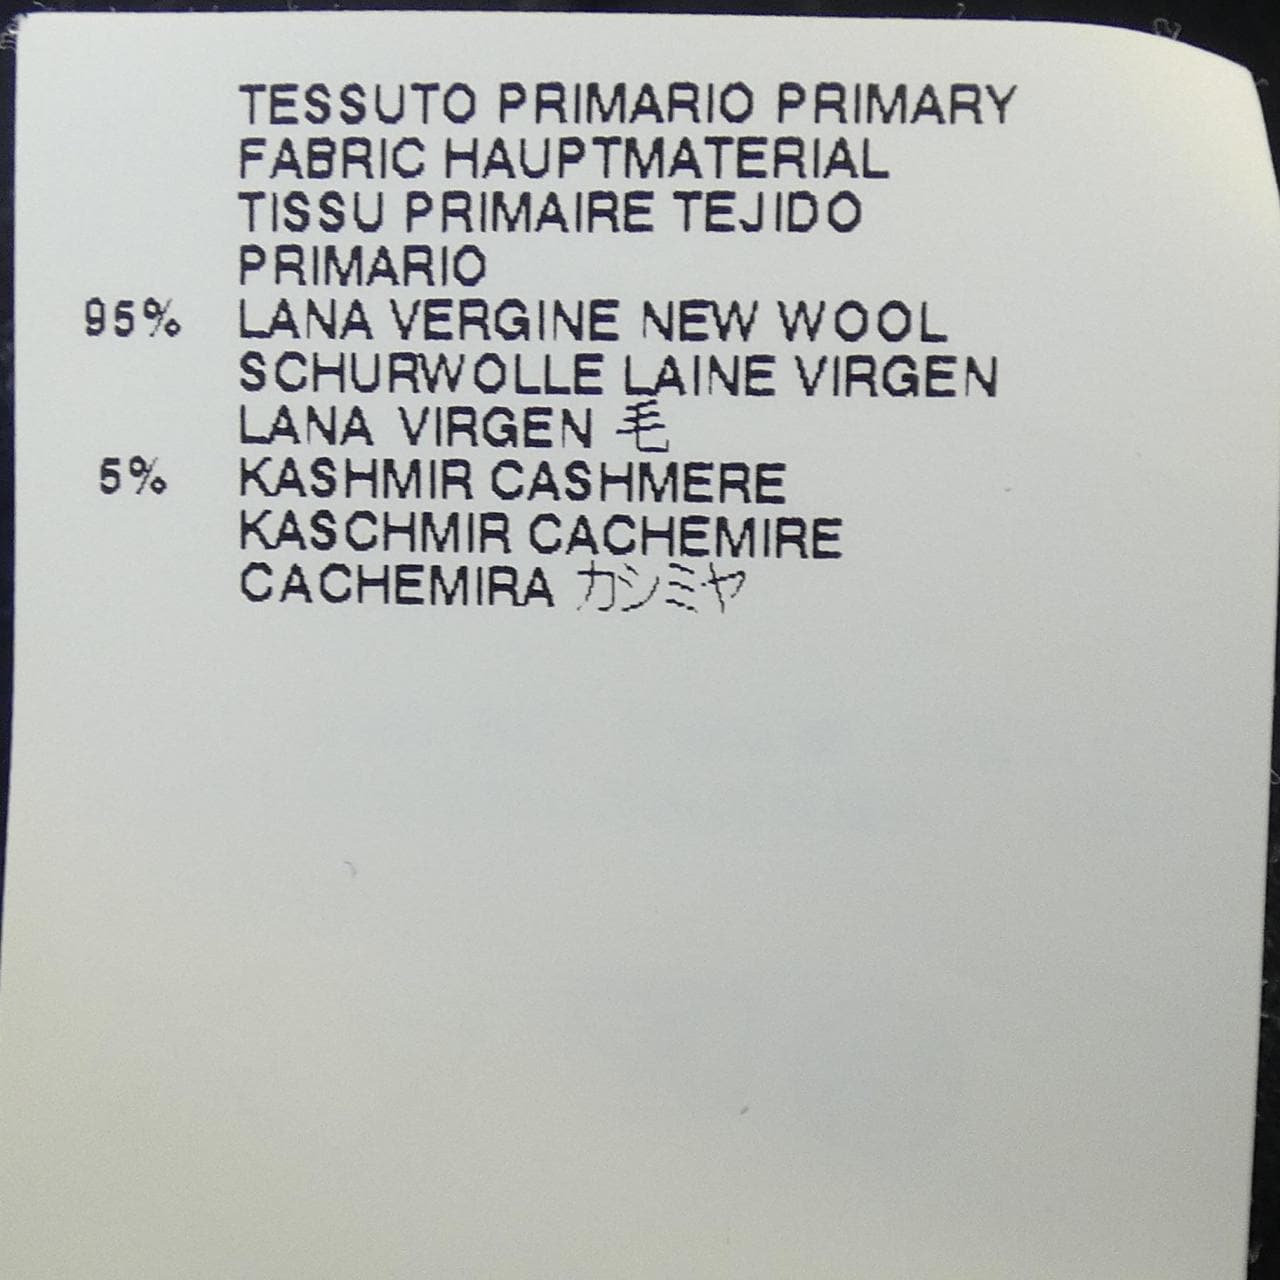 TESSUTO PRIMARIO PRIMARY
FABRIC HAUPTMATERIAL
TISSU PRIMAIRE TEJIDO
PRIMARIO
95% LANA VERGINE NEW WOOL
SCHURWOLLE LAINE VIRGEN
LANA VIRGEN 毛
5% KASHMIR CASHMERE
KASCHMIR CACHEMIRE
CACHEMIRA カシミヤ